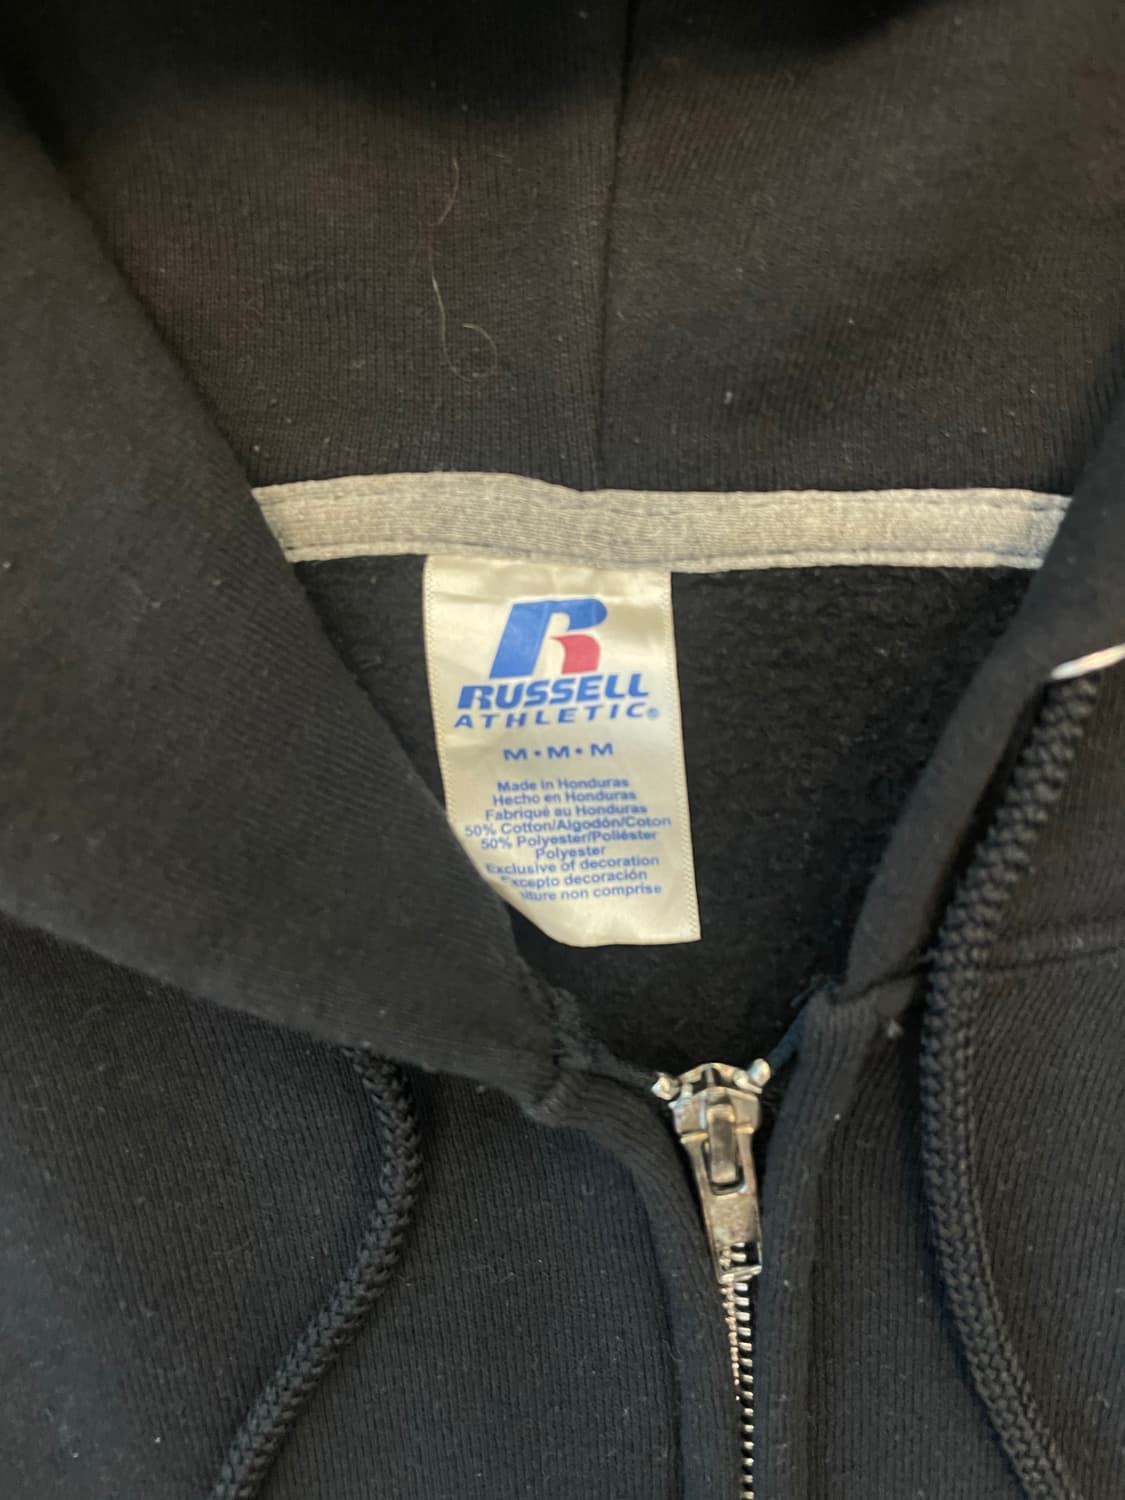 R
RUSSELL
ATHLETIC®
M • M • M
Made in Honduras
Hecho en Honduras
Fabriqué au Honduras
50% Cotton/Algodón/Coton
50% Polyester/Poliéster
Polyester
Exclusive of decoration
Excepto decoración
non comprise